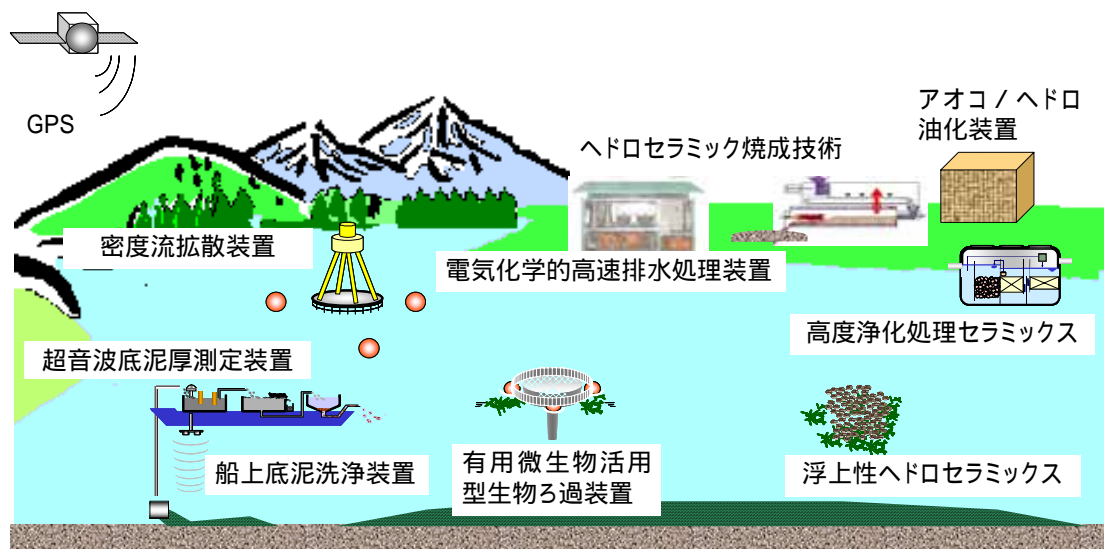 GPS
アオコ / ヘドロ
油化装置
ヘドロセラミック焼成技術
密度流拡散装置
電気化学的高速排水処理装置
高度浄化処理セラミックス
超音波底泥厚測定装置
船上底泥洗浄装置
有用微生物活用
型生物ろ過装置
浮上性ヘドロセラミックス